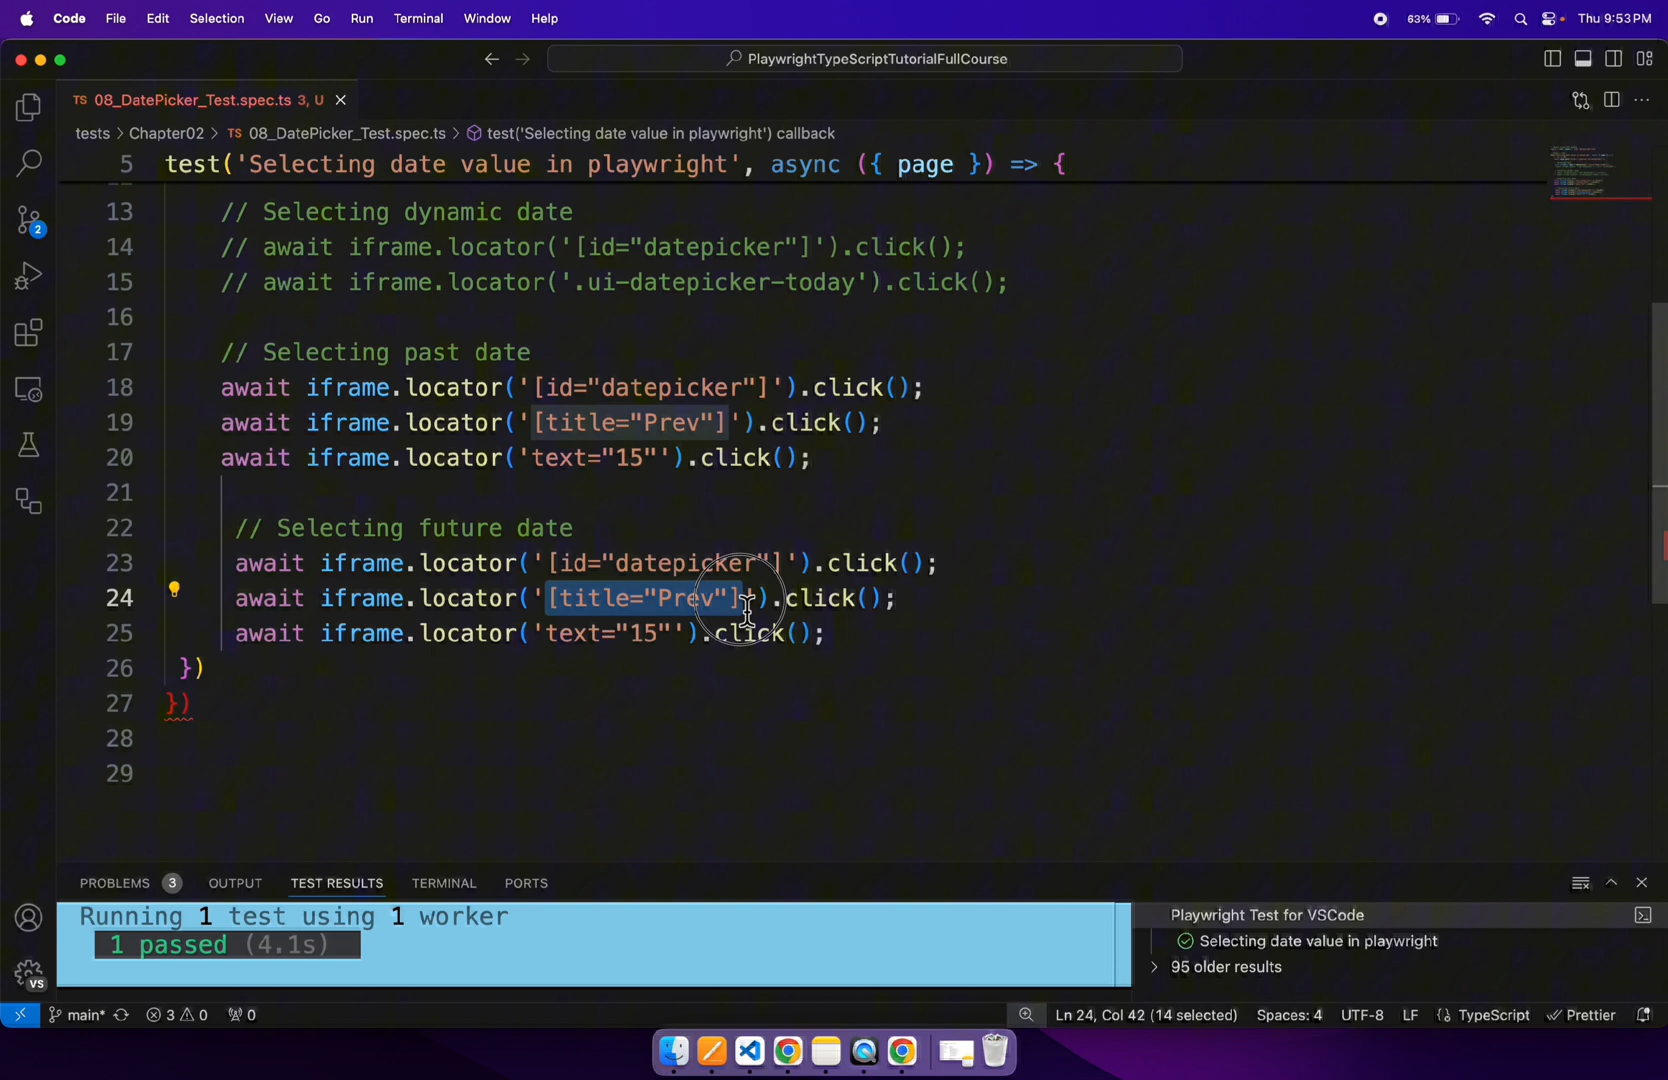 Code File Edit Selection View Go Run Terminal Window Help 63% Thu 9:53 PM
PlaywrightTypeScriptTutorialFullCourse
TS 08_DatePicker_Test.spec.ts 3, U
tests > Chapter02 > TS 08_DatePicker_Test.spec.ts > test('Selecting date value in playwright') callback
5 test('Selecting date value in playwright', async ({ page }) => {
13 // Selecting dynamic date
14 // await iframe.locator('[id="datepicker"]').click();
15 // await iframe.locator('.ui-datepicker-today').click();
16
17 // Selecting past date
18 await iframe.locator('[id="datepicker"]').click();
19 await iframe.locator('[title="Prev"]').click();
20 await iframe.locator('text="15"').click();
21
22 // Selecting future date
23 await iframe.locator('[id="datepicker"]').click();
24 await iframe.locator('[title="Prev"]').click();
25 await iframe.locator('text="15"').click();
26 })
27 })
28
29
2
PROBLEMS 3 OUTPUT TEST RESULTS TERMINAL PORTS
Running 1 test using 1 worker
1 passed (4.1s)
Playwright Test for VSCode
Selecting date value in playwright
> 95 older results
VS
main* 3 0 0 Ln 24, Col 42 (14 selected) Spaces: 4 UTF-8 LF {} TypeScript Prettier